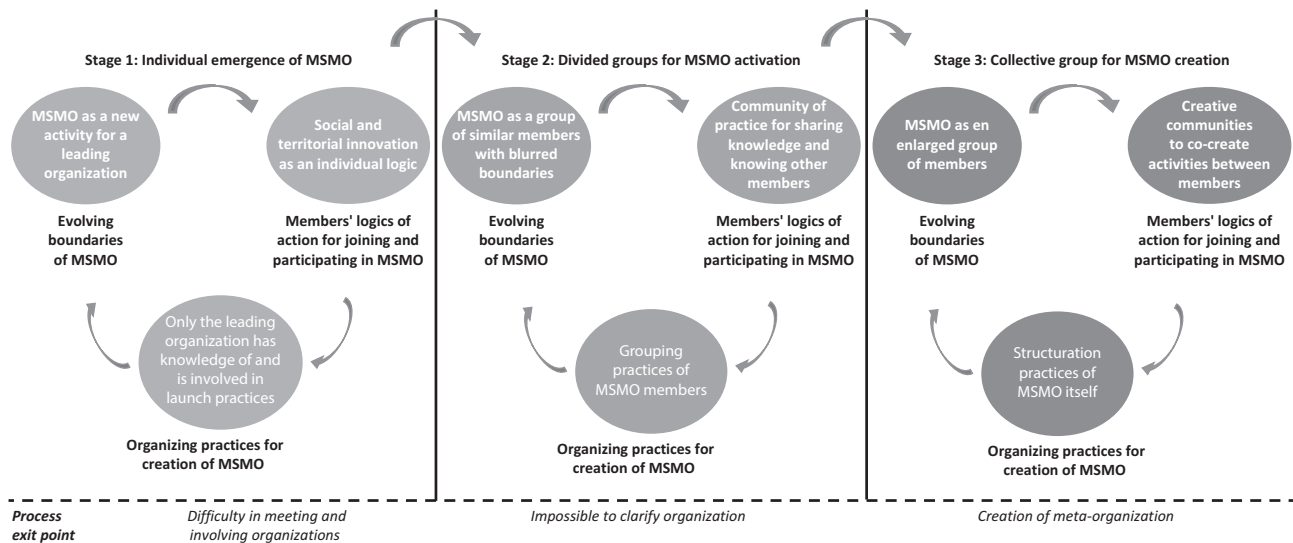 Stage 1: Individual emergence of MSMO
MSMO as a new
activity for a
leading
organization
Social and
territorial innovation
as an individual logic
Evolving
boundaries
of MSMO
Members' logics of
action for joining and
participating in MSMO
Only the leading
organization has
knowledge of and
is involved in
launch practices
Organizing practices for
creation of MSMO
Stage 2: Divided groups for MSMO activation
MSMO as a group
of similar members
with blurred
boundaries
Community of
practice for sharing
knowledge and
knowing other
members
Evolving
boundaries
of MSMO
Members' logics of
action for joining and
participating in MSMO
Grouping
practices of
MSMO members
Organizing practices for
creation of MSMO
Stage 3: Collective group for MSMO creation
MSMO as en
enlarged group
of members
Creative
communities
to co-create
activities between
members
Evolving
boundaries
of MSMO
Members' logics of
action for joining and
participating in MSMO
Structuration
practices of
MSMO itself
Organizing practices for
creation of MSMO
Process
exit point
Difficulty in meeting and
involving organizations
Impossible to clarify organization
Creation of meta-organization